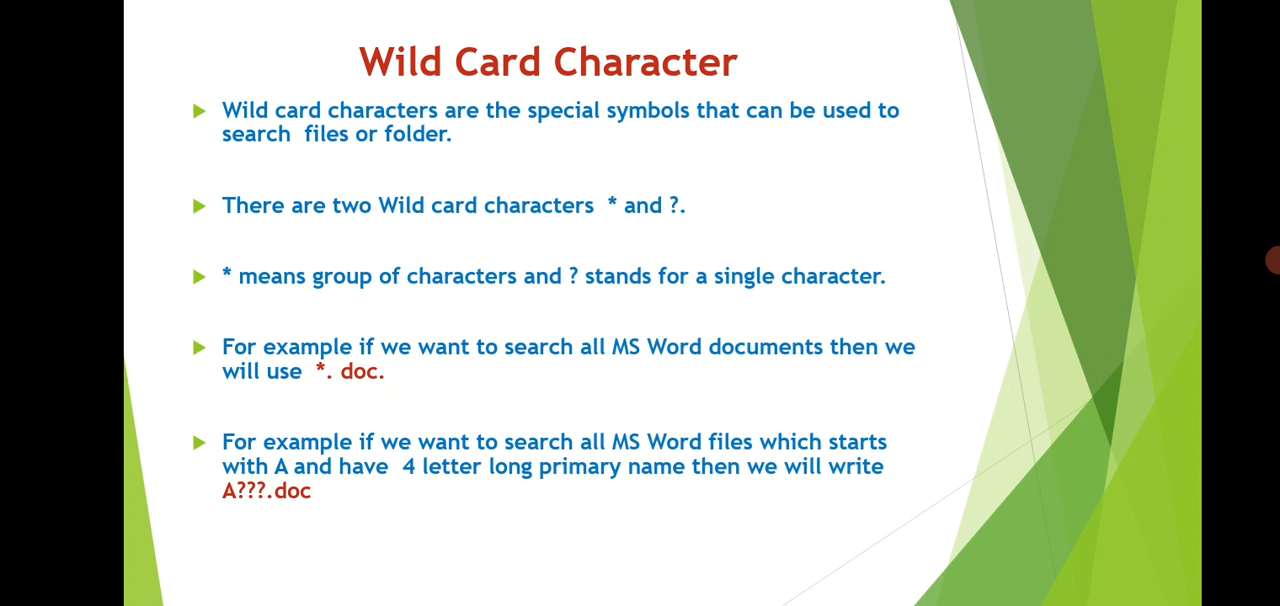 Wild Card Character
Wild card characters are the special symbols that can be used to
search files or folder.
There are two Wild card characters * and ?.
* means group of characters and ? stands for a single character.
For example if we want to search all MS Word documents then we
will use *. doc.
For example if we want to search all MS Word files which starts
with A and have 4 letter long primary name then we will write
A???.doc